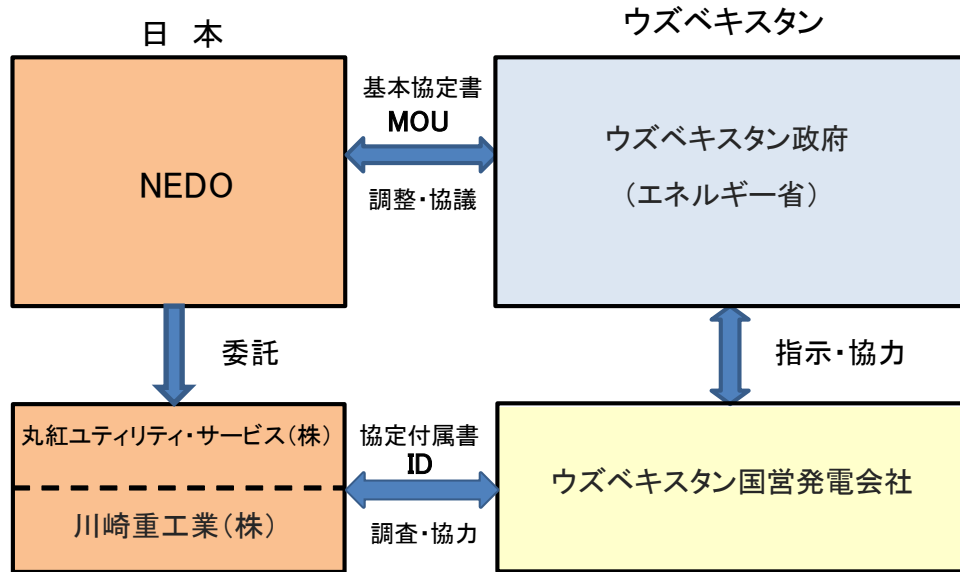 日 本
ウズベキスタン
NEDO
基本協定書
MOU
調整・協議
ウズベキスタン政府
(エネルギー省)
委託
指示・協力
丸紅ユティリティ・サービス(株)
川崎重工業(株)
協定付属書
ID
調査・協力
ウズベキスタン国営発電会社